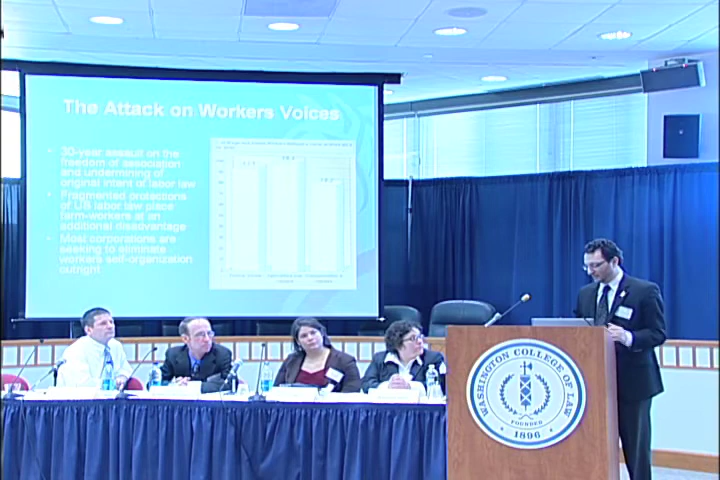 The Attack on Workers Voices
30-year assault on the
freedom of association
and undermining of
original intent of labor law
Fragmented protections
of US labor law place
farm-workers at an
additional disadvantage
Most corporations are
seeking to eliminate
workers self-organization
outright
WASHINGTON COLLEGE OF LAW
FOUNDED
1896